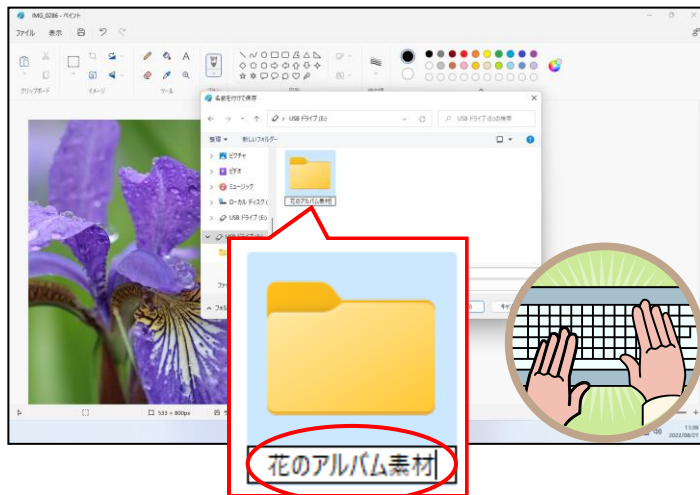 IMG_0286 - ペイント
ファイル 表示
A
クリップボード イメージ ツール
名前を付けて保存
USB ドライブ (E:)
USB ドライブ (E:)の検索
整理 新しいフォルダー
ピクチャ
ビデオ
ミュージック
ローカル ディスク (
USB ドライブ (E:)
花のアルバム素材
花のアルバム素材
533 × 800px
11:09
2022/08/27